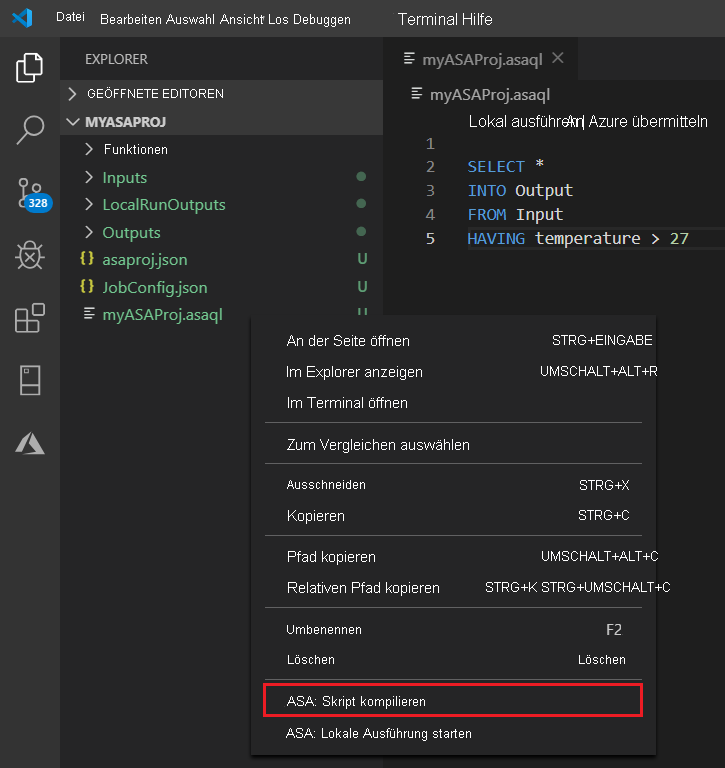 Datei Bearbeiten Auswahl Ansicht Los Debuggen Terminal Hilfe
EXPLORER
GEÖFFNETE EDITOREN
MYASAPROJ
Funktionen
Inputs
LocalRunOutputs
Outputs
asaproj.json U
JobConfig.json U
myASAProj.asaql U
328
myASAProj.asaql
myASAProj.asaql
Lokal ausführen| An Azure übermitteln
1
2 SELECT *
3 INTO Output
4 FROM Input
5 HAVING temperature > 27
An der Seite öffnen STRG+EINGABE
Im Explorer anzeigen UMSCHALT+ALT+R
Im Terminal öffnen
Zum Vergleichen auswählen
Ausschneiden STRG+X
Kopieren STRG+C
Pfad kopieren UMSCHALT+ALT+C
Relativen Pfad kopieren STRG+K STRG+UMSCHALT+C
Umbenennen F2
Löschen Löschen
ASA: Skript kompilieren
ASA: Lokale Ausführung starten